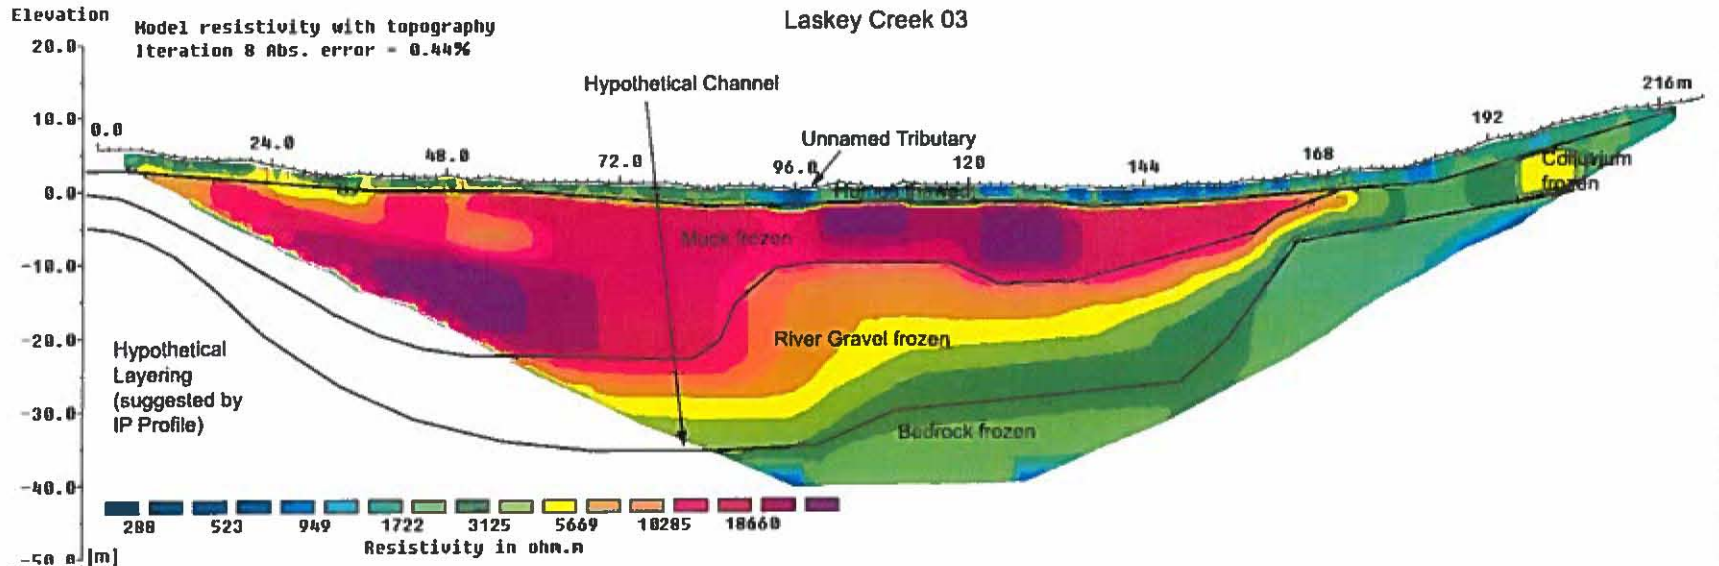 Elevation
Model resistivity with topography
Iteration 8 Abs. error = 0.44%
Laskey Creek 03
20.0
10.0
0.0
-10.0
-20.0
-30.0
-40.0
-50.0
[m]
Hypothetical Channel
Unnamed Tributary
0.0
24.0
48.0
72.0
96.0
120
144
168
192
216m
Colluvium
frozen
Muck frozen
River Gravel frozen
Bedrock frozen
Hypothetical
Layering
(suggested by
IP Profile)
288 523 949 1722 3125 5669 10285 18660
Resistivity in ohm.m